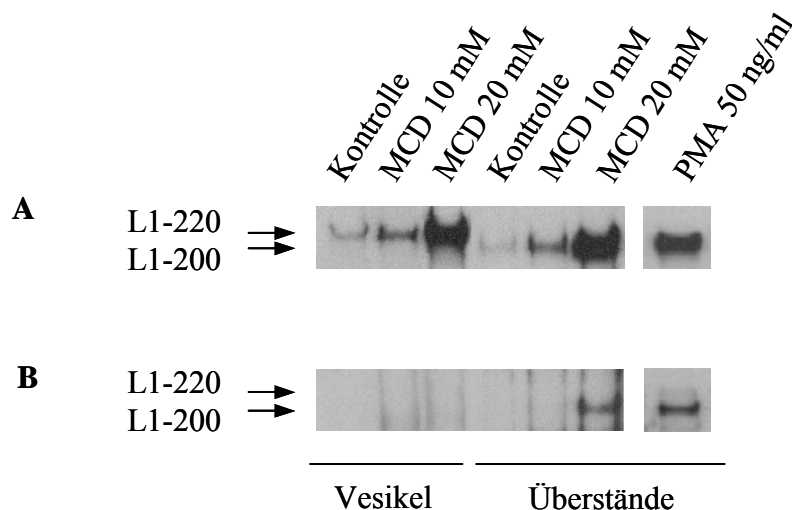 Kontrolle
MCD 10 mM
MCD 20 mM
Kontrolle
MCD 10 mM
MCD 20 mM
PMA 50 ng/ml
A
L1-220
L1-200
B
L1-220
L1-200
Vesikel
Überstände